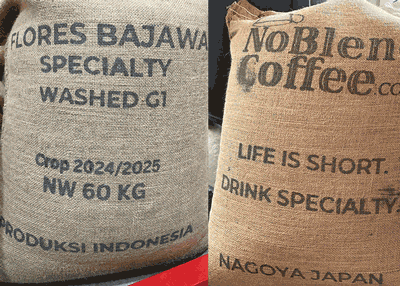 FLORES BAJAWA
SPECIALTY
WASHED G1
Crop 2024/2025
NW 60 KG
PRODUKSI INDONESIA
NoBlen
Coffee.co
LIFE IS SHORT.
DRINK SPECIALTY.
NAGOYA JAPAN